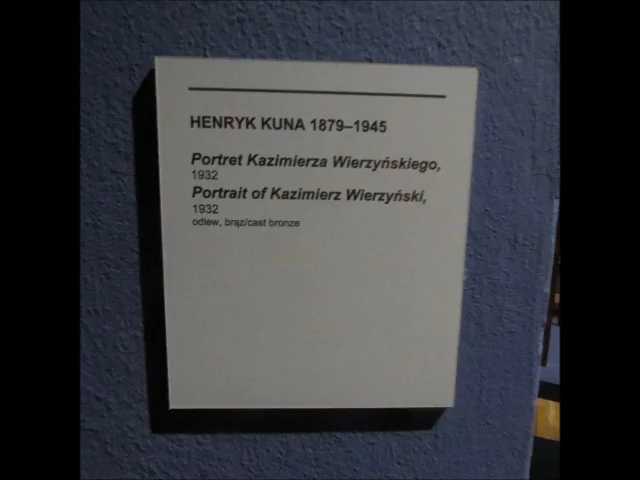 HENRYK KUNA 1879–1945
Portret Kazimierza Wierzyńskiego,
1932
Portrait of Kazimierz Wierzyński,
1932
odlew, brąz/cast bronze